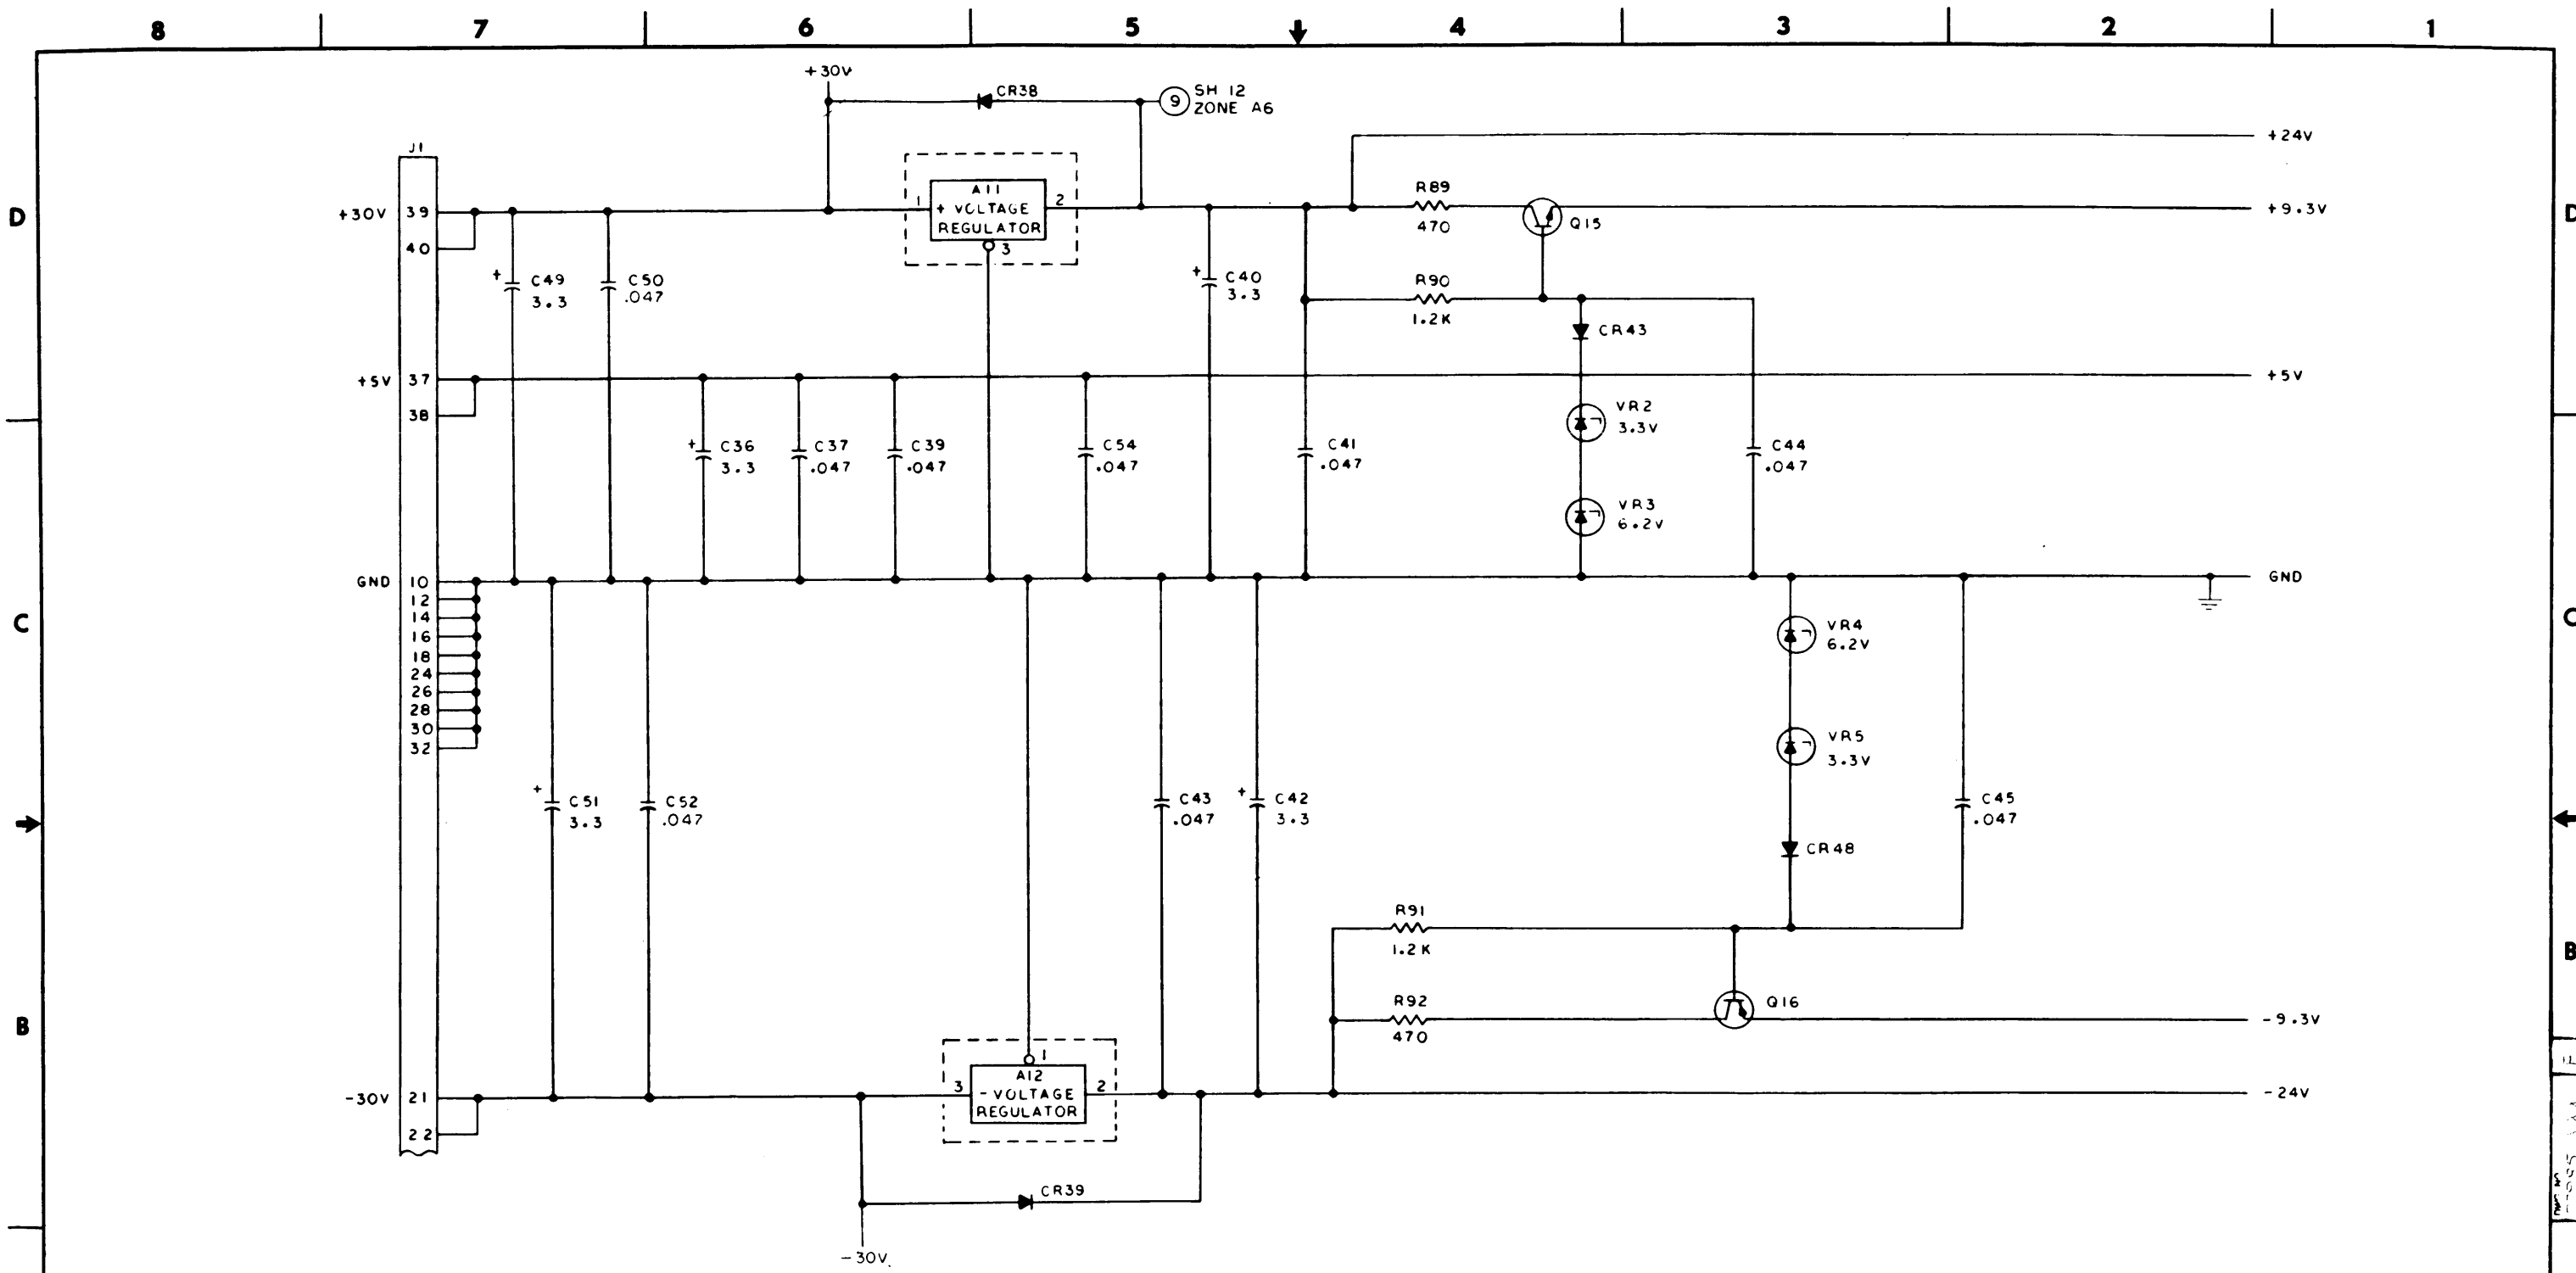 8 7 6 5 4 3 2 1
+30V
CR38
9 SH 12
ZONE A6
+24V
J1
D
+30V 39
40
1 A11 2
+ VOLTAGE
REGULATOR
3
R89
470
Q15
+9.3V
D
C49
+
3.3
C50
.047
C40
+
3.3
R90
1.2K
CR43
+5V 37
38
+5V
C36
+
3.3
C37
.047
C39
.047
C54
.047
C41
.047
VR2
3.3V
C44
.047
VR3
6.2V
GND 10
12
14
16
18
24
26
28
30
32
GND
C
VR4
6.2V
VR5
3.3V
C51
+
3.3
C52
.047
C43
.047
C42
+
3.3
C45
.047
CR48
R91
1.2K
B
R92
470
Q16
-9.3V
B
-30V 21
22
1
3 A12 2
- VOLTAGE
REGULATOR
-24V
CR39
-30V